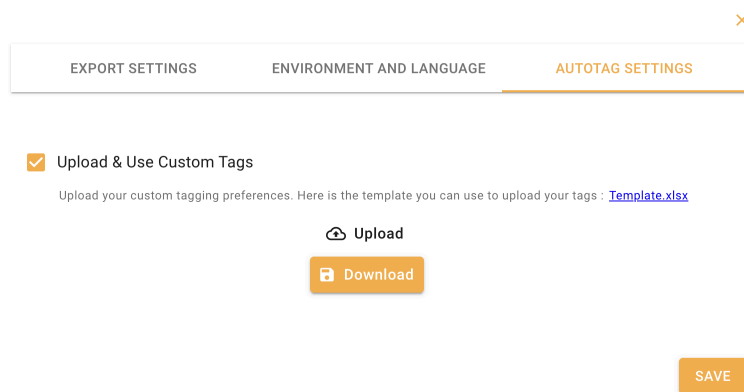 EXPORT SETTINGS
ENVIRONMENT AND LANGUAGE
AUTOTAG SETTINGS
Upload & Use Custom Tags
Upload your custom tagging preferences. Here is the template you can use to upload your tags : Template.xlsx
Upload
Download
SAVE